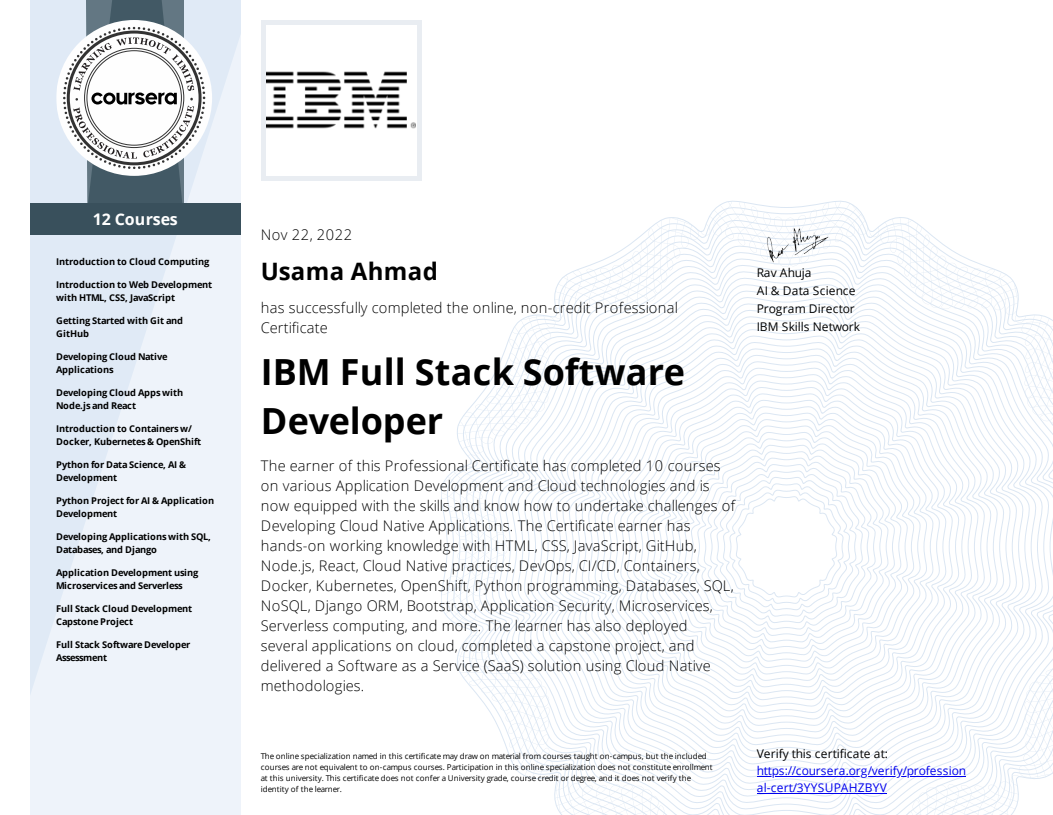 LEARNING WITHOUT LIMITS
coursera
PROFESSIONAL CERTIFICATE
IBM®
12 Courses
Introduction to Cloud Computing
Introduction to Web Development
with HTML, CSS, JavaScript
Getting Started with Git and
GitHub
Developing Cloud Native
Applications
Developing Cloud Apps with
Node.js and React
Introduction to Containers w/
Docker, Kubernetes & OpenShift
Python for Data Science, AI &
Development
Python Project for AI & Application
Development
Developing Applications with SQL,
Databases, and Django
Application Development using
Microservices and Serverless
Full Stack Cloud Development
Capstone Project
Full Stack Software Developer
Assessment
Nov 22, 2022
Usama Ahmad
has successfully completed the online, non-credit Professional
Certificate
IBM Full Stack Software
Developer
The earner of this Professional Certificate has completed 10 courses
on various Application Development and Cloud technologies and is
now equipped with the skills and know how to undertake challenges of
Developing Cloud Native Applications. The Certificate earner has
hands-on working knowledge with HTML, CSS, JavaScript, GitHub,
Node.js, React, Cloud Native practices, DevOps, CI/CD, Containers,
Docker, Kubernetes, OpenShift, Python programming, Databases, SQL,
NoSQL, Django ORM, Bootstrap, Application Security, Microservices,
Serverless computing, and more. The learner has also deployed
several applications on cloud, completed a capstone project, and
delivered a Software as a Service (SaaS) solution using Cloud Native
methodologies.
Rav Ahuja
Rav Ahuja
AI & Data Science
Program Director
IBM Skills Network
The online specialization named in this certificate may draw on material from courses taught on-campus, but the included
courses are not equivalent to on-campus courses. Participation in this online specialization does not constitute enrollment
at this university. This certificate does not confer a University grade, course credit or degree, and it does not verify the
identity of the learner.
Verify this certificate at:
https://coursera.org/verify/profession
al-cert/3YYSUPAHZBYV